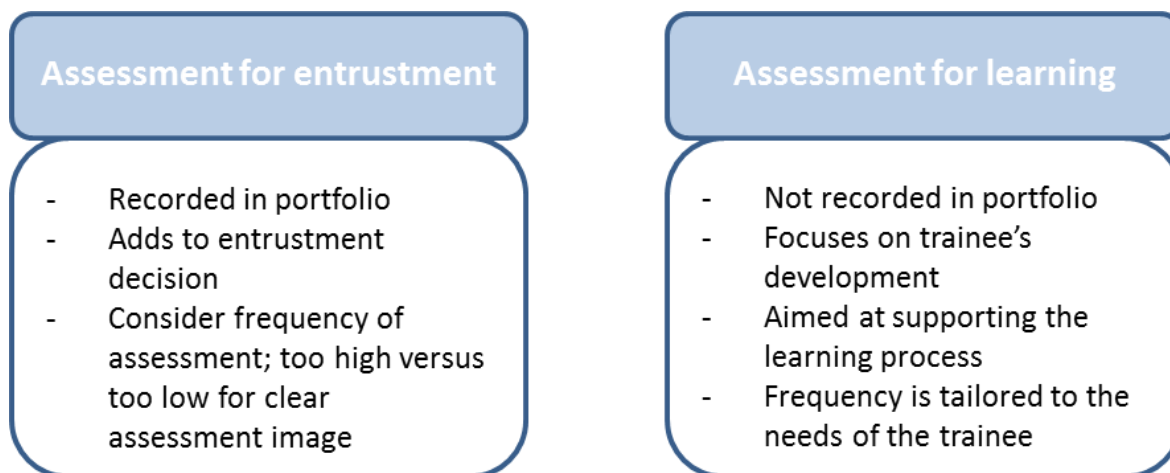 Assessment for entrustment
- Recorded in portfolio
- Adds to entrustment
decision
- Consider frequency of
assessment; too high versus
too low for clear
assessment image
Assessment for learning
- Not recorded in portfolio
- Focuses on trainee’s
development
- Aimed at supporting the
learning process
- Frequency is tailored to the
needs of the trainee